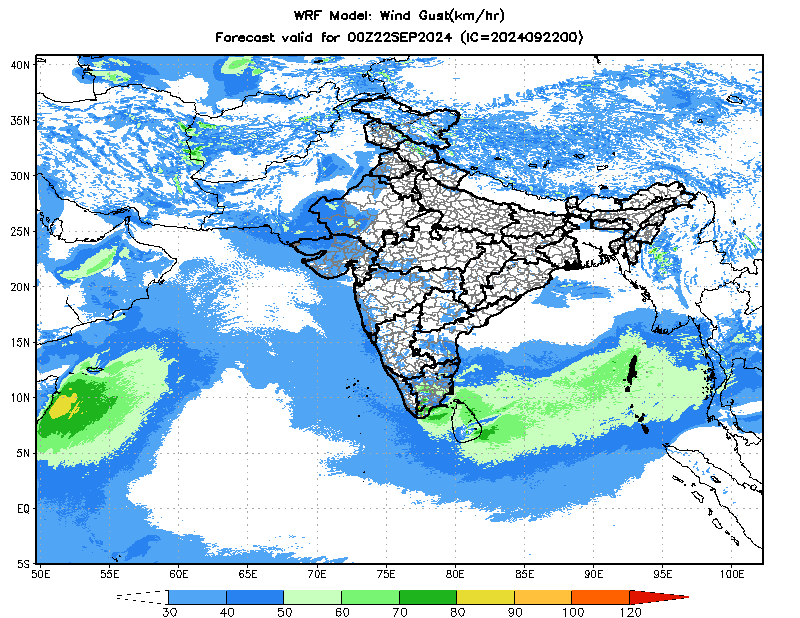 WRF Model: Wind Gust(km/hr)
Forecast valid for 00Z22SEP2024 (IC=2024092200)
40N
35N
30N
25N
20N
15N
10N
5N
EQ
5S
50E 55E 60E 65E 70E 75E 80E 85E 90E 95E 100E
30 40 50 60 70 80 90 100 120